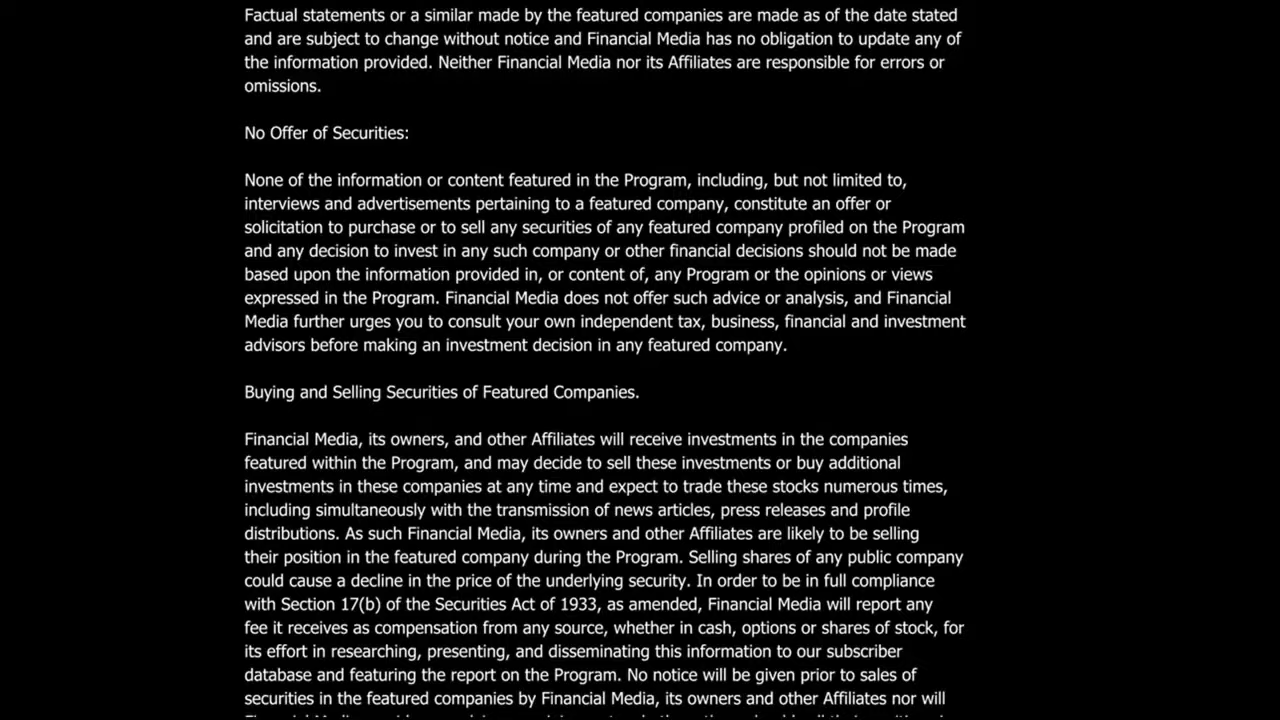 Factual statements or a similar made by the featured companies are made as of the date stated
and are subject to change without notice and Financial Media has no obligation to update any of
the information provided. Neither Financial Media nor its Affiliates are responsible for errors or
omissions.
No Offer of Securities:
None of the information or content featured in the Program, including, but not limited to,
interviews and advertisements pertaining to a featured company, constitute an offer or
solicitation to purchase or to sell any securities of any featured company profiled on the Program
and any decision to invest in any such company or other financial decisions should not be made
based upon the information provided in, or content of, any Program or the opinions or views
expressed in the Program. Financial Media does not offer such advice or analysis, and Financial
Media further urges you to consult your own independent tax, business, financial and investment
advisors before making an investment decision in any featured company.
Buying and Selling Securities of Featured Companies.
Financial Media, its owners, and other Affiliates will receive investments in the companies
featured within the Program, and may decide to sell these investments or buy additional
investments in these companies at any time and expect to trade these stocks numerous times,
including simultaneously with the transmission of news articles, press releases and profile
distributions. As such Financial Media, its owners and other Affiliates are likely to be selling
their position in the featured company during the Program. Selling shares of any public company
could cause a decline in the price of the underlying security. In order to be in full compliance
with Section 17(b) of the Securities Act of 1933, as amended, Financial Media will report any
fee it receives as compensation from any source, whether in cash, options or shares of stock, for
its effort in researching, presenting, and disseminating this information to our subscriber
database and featuring the report on the Program. No notice will be given prior to sales of
securities in the featured companies by Financial Media, its owners and other Affiliates nor will